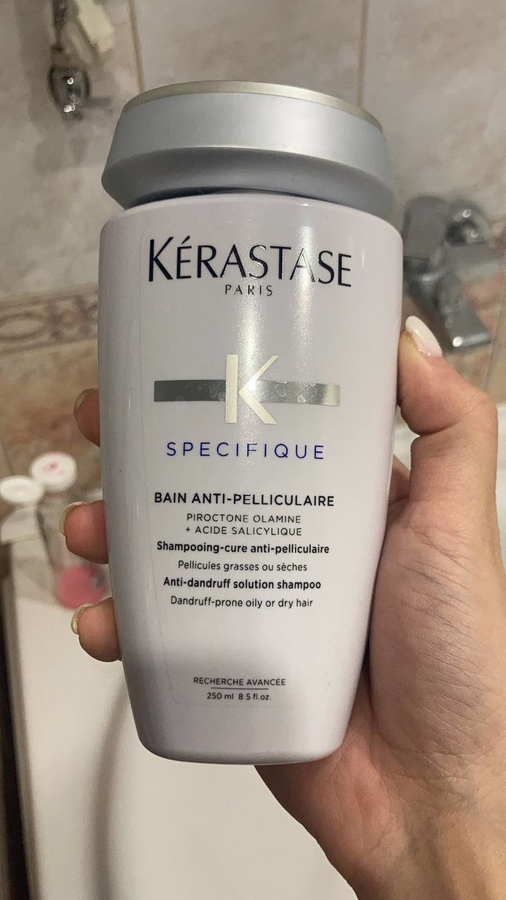 KÉRASTASE
PARIS
K
SPECIFIQUE
BAIN ANTI-PELLICULAIRE
PIROCTONE OLAMINE
+ ACIDE SALICYLIQUE
Shampooing-cure anti-pelliculaire
Pellicules grasses ou sèches
Anti-dandruff solution shampoo
Dandruff-prone oily or dry hair
RECHERCHE AVANCÉE
250 ml 8.5 fl.oz.